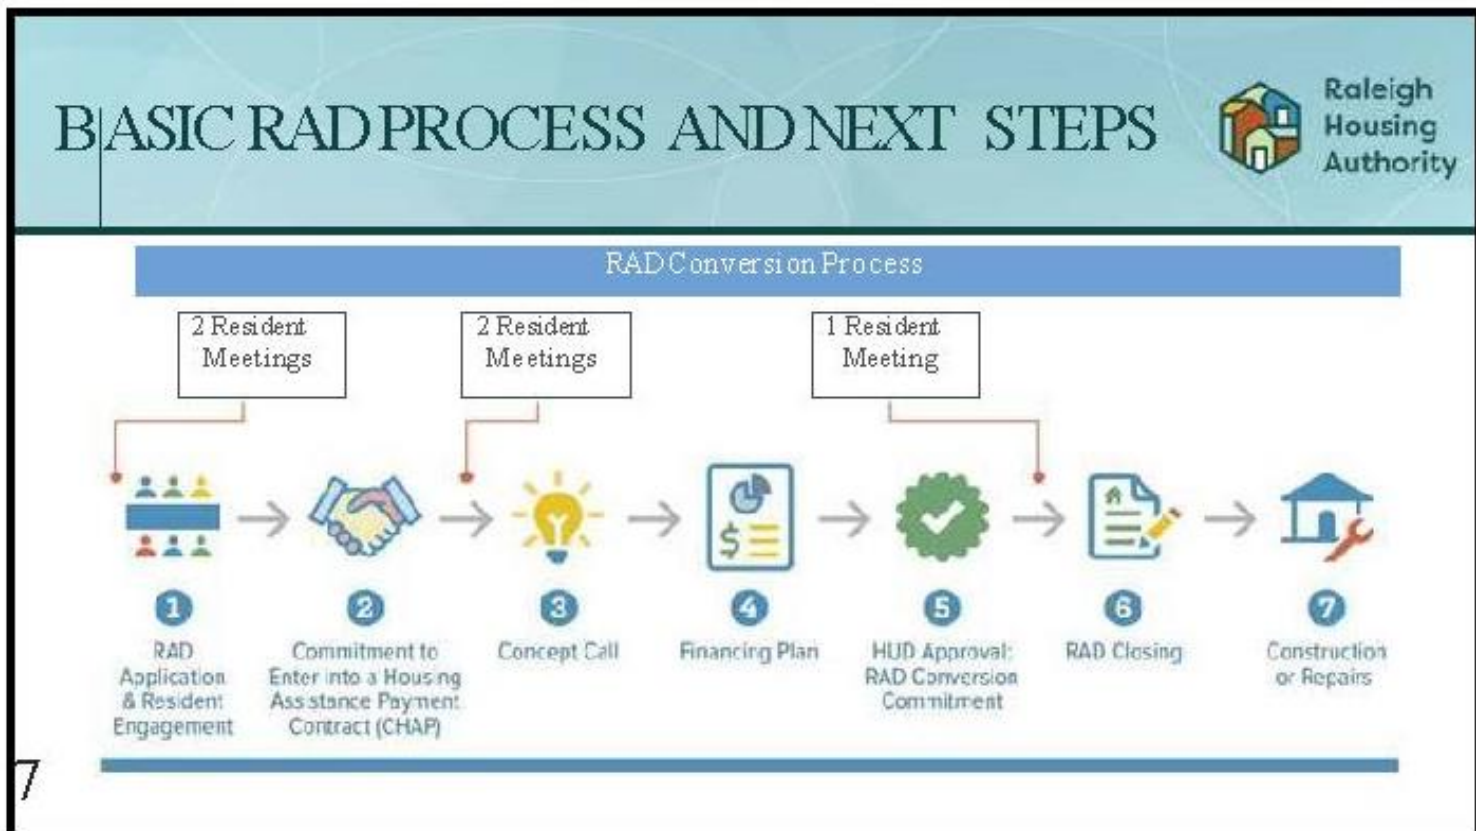 BASIC RAD PROCESS AND NEXT STEPS
Raleigh
Housing
Authority
RAD Conversion Process
2 Resident
Meetings
2 Resident
Meetings
1 Resident
Meeting
1
RAD
Application
& Resident
Engagement
2
Commitment to
Enter into a Housing
Assistance Payment
Contract (CHAP)
3
Concept Call
4
Financing Plan
5
HUD Approval:
RAD Conversion
Commitment
6
RAD Closing
7
Construction
or Repairs
$
7